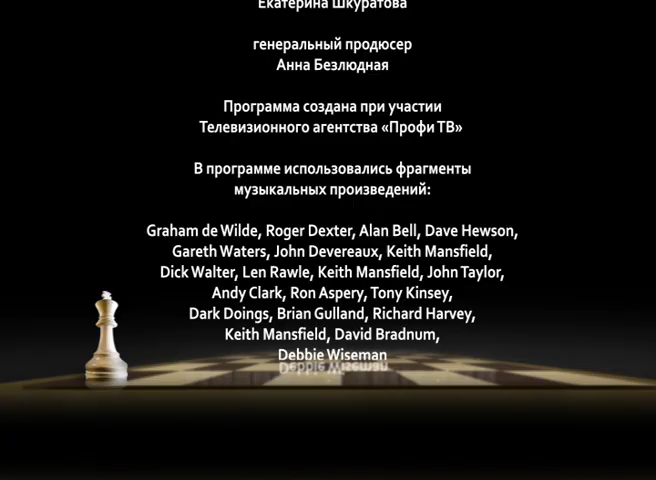 Екатерина Шкуратова
генеральный продюсер
Анна Безлюдная
Программа создана при участии
Телевизионного агентства «Профи ТВ»
В программе использовались фрагменты
музыкальных произведений:
Graham de Wilde, Roger Dexter, Alan Bell, Dave Hewson,
Gareth Waters, John Devereaux, Keith Mansfield,
Dick Walter, Len Rawle, Keith Mansfield, John Taylor,
Andy Clark, Ron Aspery, Tony Kinsey,
Dark Doings, Brian Gulland, Richard Harvey,
Keith Mansfield, David Bradnum,
Debbie Wiseman